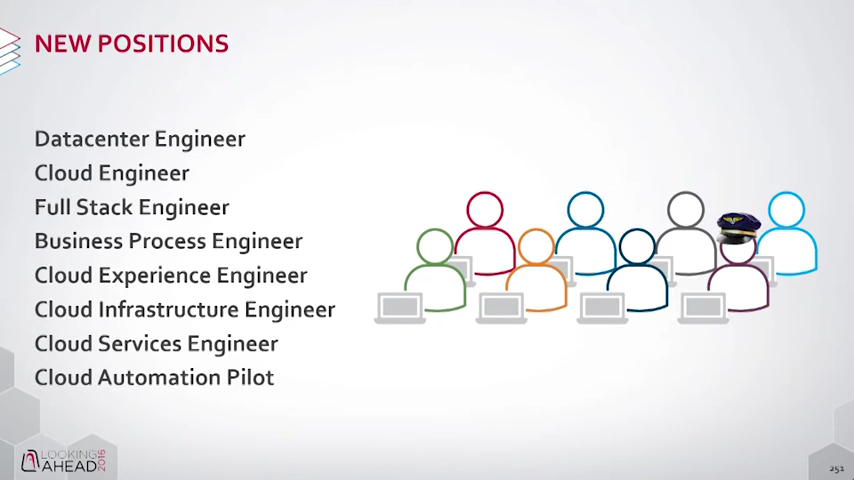 NEW POSITIONS
Datacenter Engineer
Cloud Engineer
Full Stack Engineer
Business Process Engineer
Cloud Experience Engineer
Cloud Infrastructure Engineer
Cloud Services Engineer
Cloud Automation Pilot
LOOKING
AHEAD 2016
251